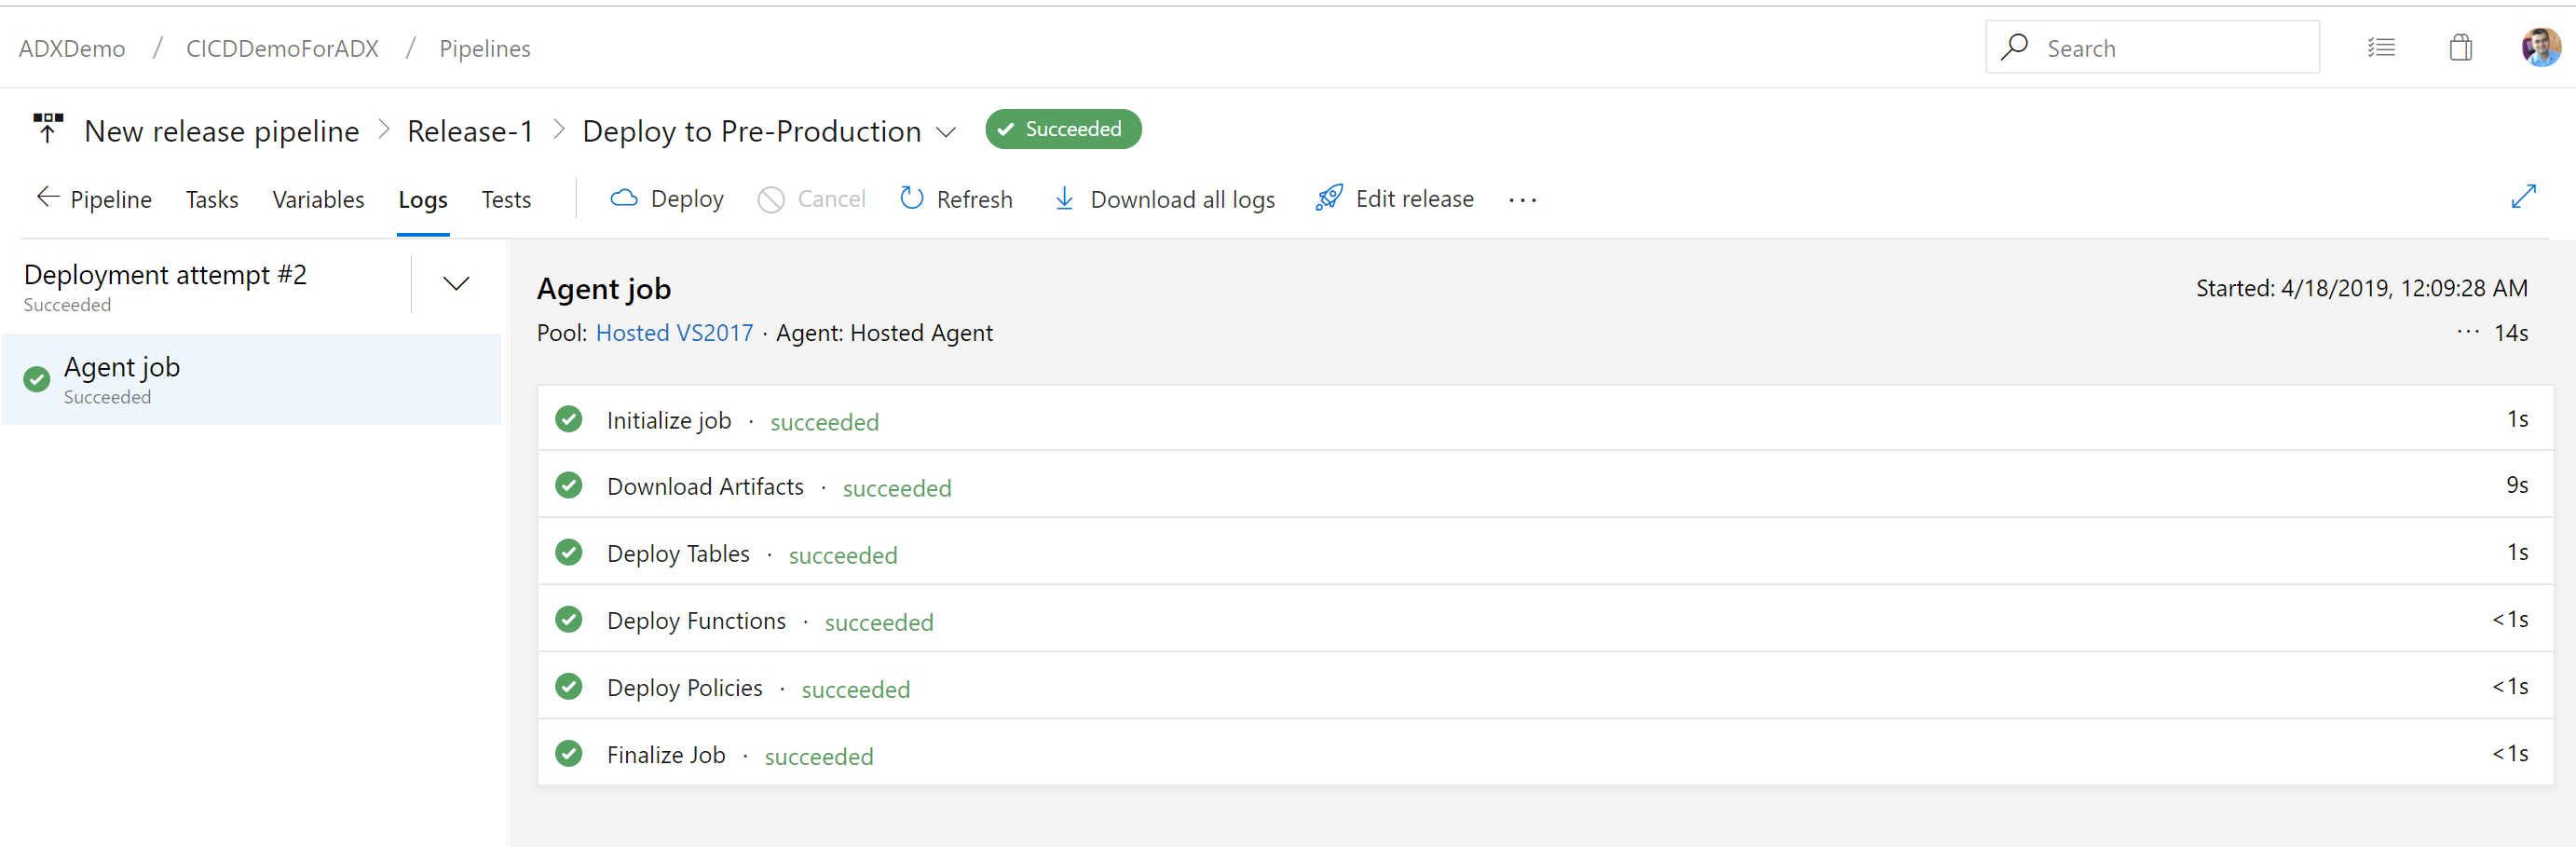 ADXDemo / CICDDemoForADX / Pipelines
Search
New release pipeline > Release-1 > Deploy to Pre-Production
Succeeded
Pipeline Tasks Variables Logs Tests Deploy Cancel Refresh Download all logs Edit release ...
Deployment attempt #2
Succeeded
Agent job
Succeeded
Agent job
Started: 4/18/2019, 12:09:28 AM
Pool: Hosted VS2017 · Agent: Hosted Agent
... 14s
Initialize job · succeeded 1s
Download Artifacts · succeeded 9s
Deploy Tables · succeeded 1s
Deploy Functions · succeeded <1s
Deploy Policies · succeeded <1s
Finalize Job · succeeded <1s